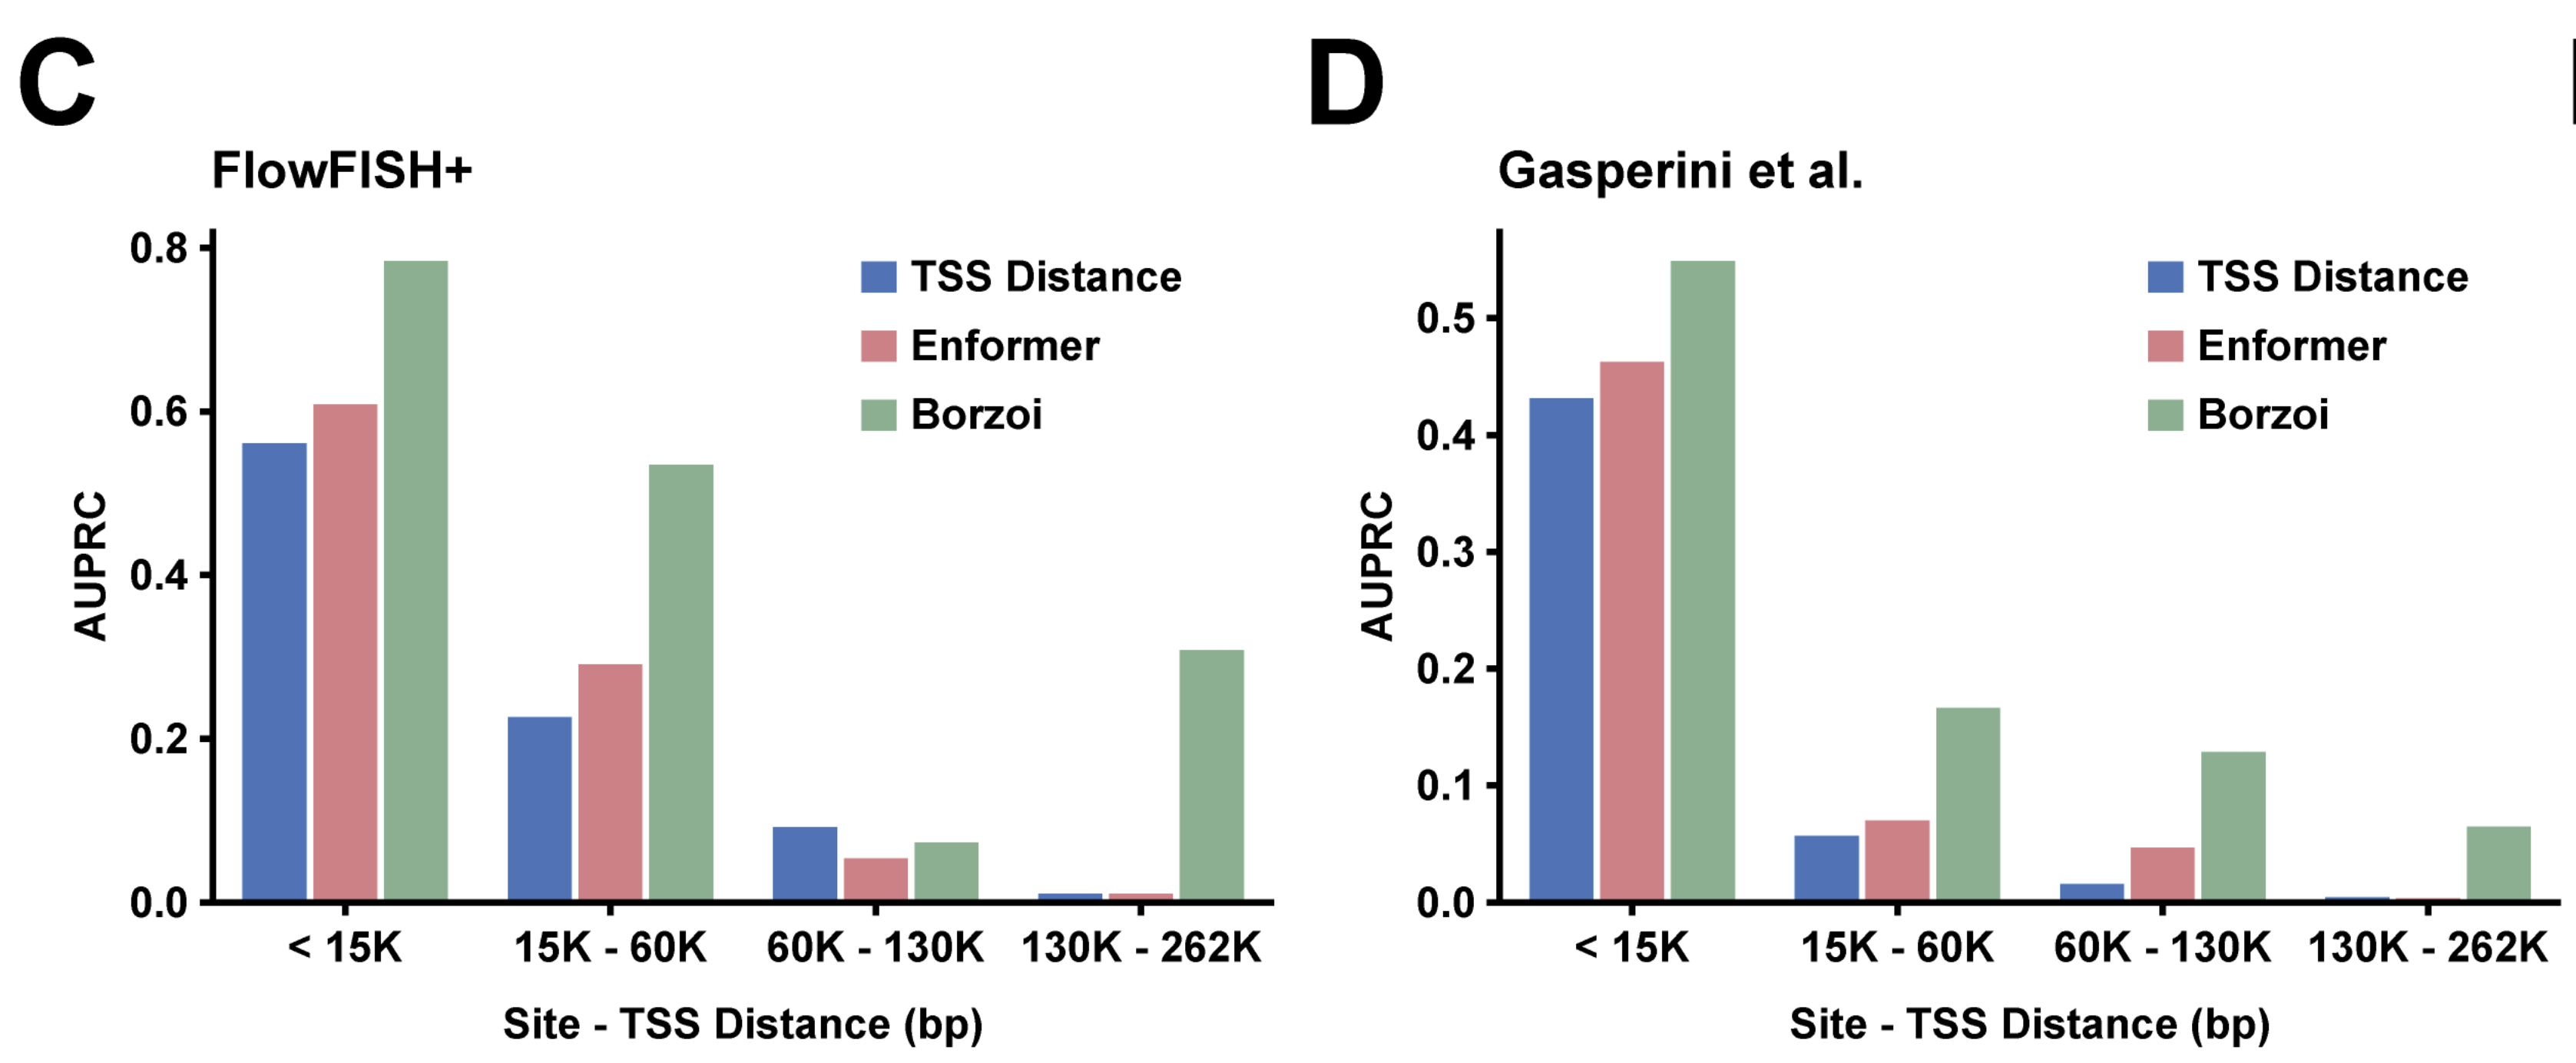 C
FlowFISH+
0.8
0.6
0.4
0.2
0.0
AUPRC
TSS Distance
Enformer
Borzoi
< 15K
15K - 60K
60K - 130K
130K - 262K
Site - TSS Distance (bp)
D
Gasperini et al.
0.5
0.4
0.3
0.2
0.1
0.0
AUPRC
TSS Distance
Enformer
Borzoi
< 15K
15K - 60K
60K - 130K
130K - 262K
Site - TSS Distance (bp)